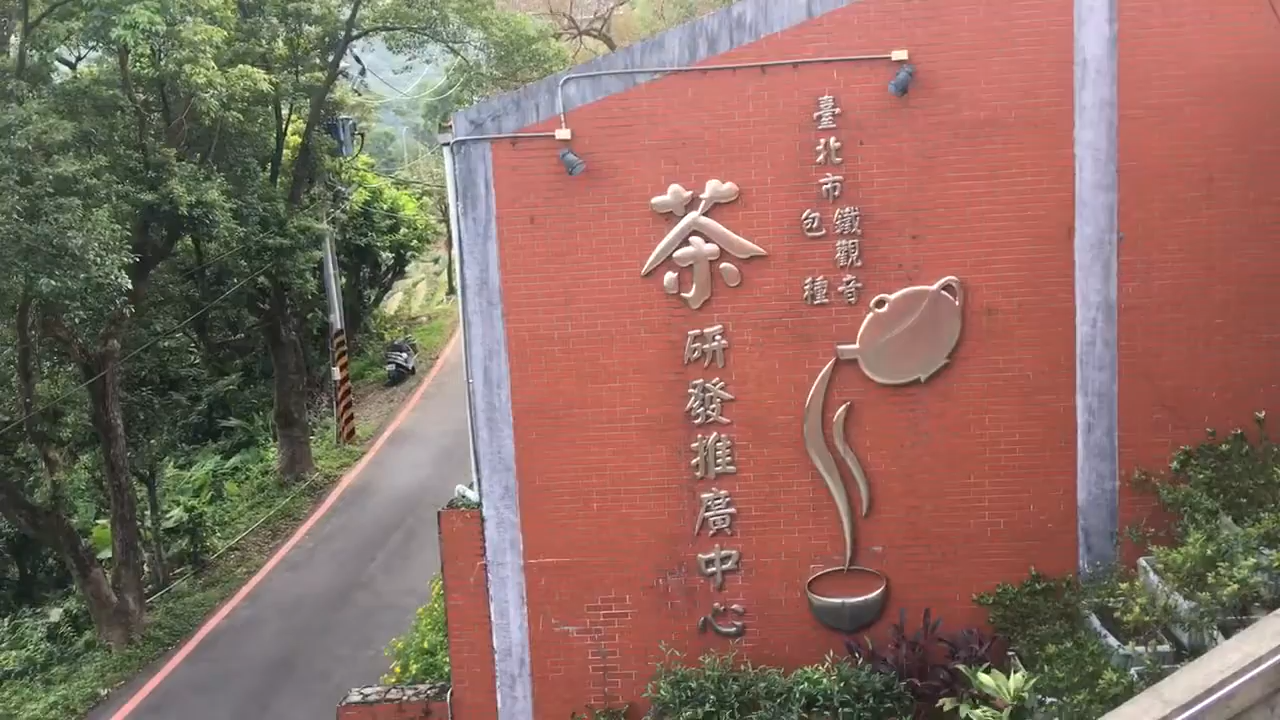 臺北市
鐵觀音
包種
茶
研發推廣中心